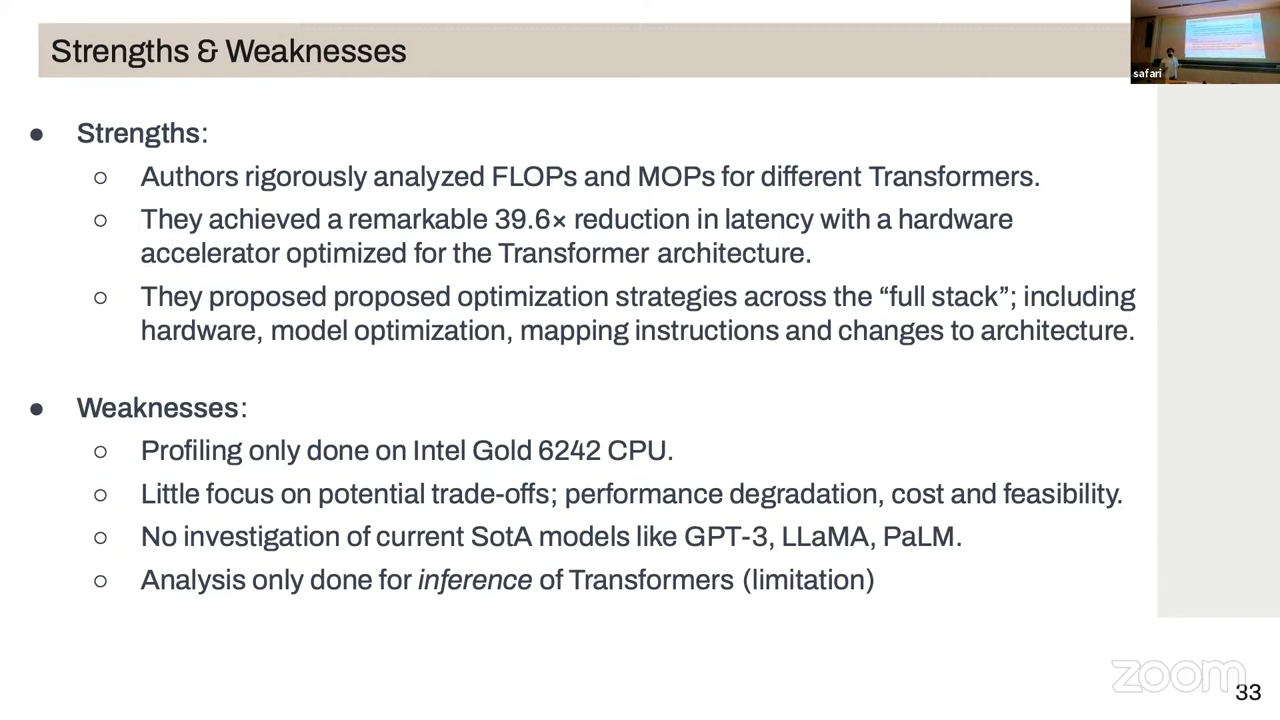 Strengths & Weaknesses
safari
● Strengths:
○ Authors rigorously analyzed FLOPs and MOPs for different Transformers.
○ They achieved a remarkable 39.6× reduction in latency with a hardware
accelerator optimized for the Transformer architecture.
○ They proposed proposed optimization strategies across the “full stack”; including
hardware, model optimization, mapping instructions and changes to architecture.
● Weaknesses:
○ Profiling only done on Intel Gold 6242 CPU.
○ Little focus on potential trade-offs; performance degradation, cost and feasibility.
○ No investigation of current SotA models like GPT-3, LLaMA, PaLM.
○ Analysis only done for inference of Transformers (limitation)
zoom
33